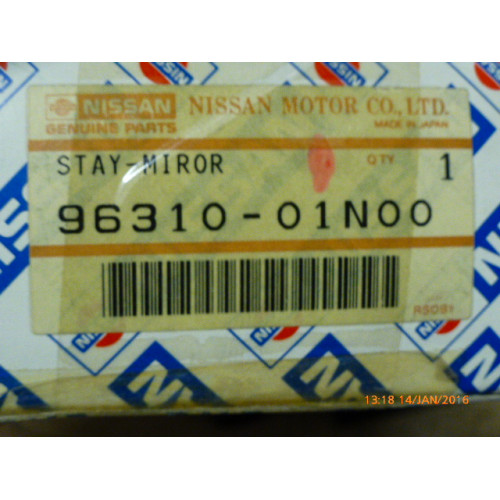 NISSAN NISSAN MOTOR CO., LTD.
GENUINE PARTS MADE IN JAPAN
STAY-MIROR QTY 1
96310-01N00
RSDS1
13:18 14/JAN/2016